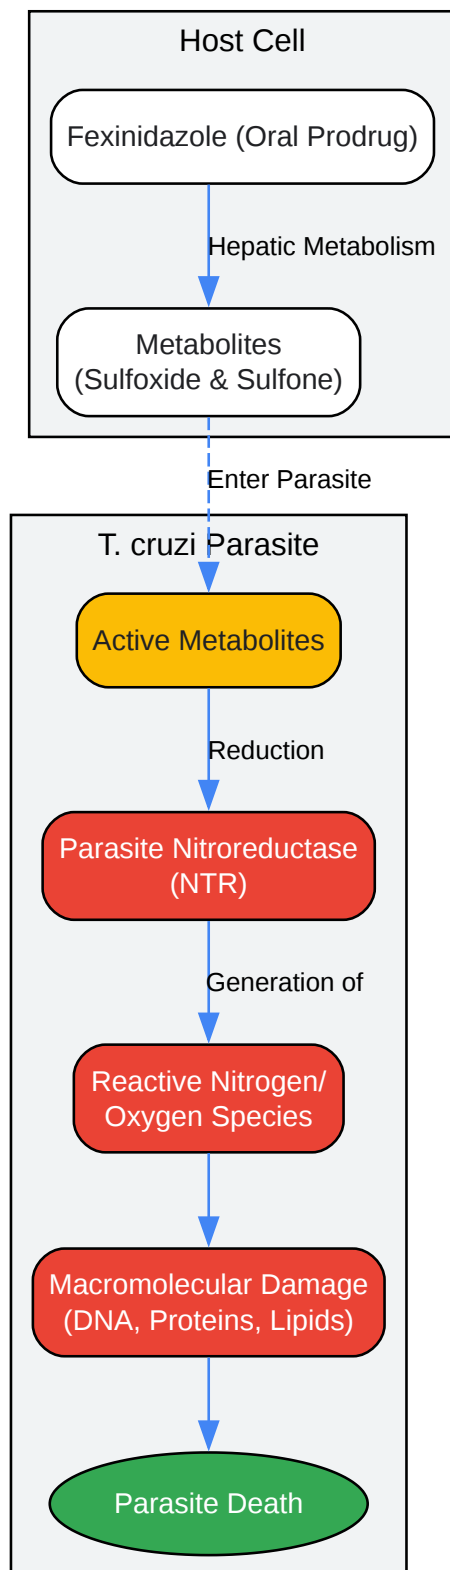 Host Cell
Fexinidazole (Oral Prodrug)
Hepatic Metabolism
Metabolites
(Sulfoxide & Sulfone)
Enter Parasite
T. cruzi Parasite
Active Metabolites
Reduction
Parasite Nitroreductase
(NTR)
Generation of
Reactive Nitrogen/
Oxygen Species
Macromolecular Damage
(DNA, Proteins, Lipids)
Parasite Death